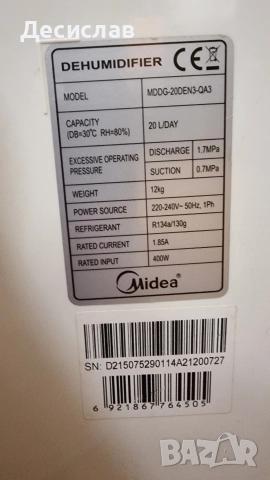 Десислав
DEHUMIDIFIER CE
MODEL MDDG-20DEN3-QA3
CAPACITY (DB=30°C RH=80%) 20 L/DAY
EXCESSIVE OPERATING PRESSURE DISCHARGE 1.7MPa
SUCTION 0.7MPa
WEIGHT 12kg
POWER SOURCE 220-240V~ 50Hz, 1Ph
REFRIGERANT R134a/130g
RATED CURRENT 1.85A
RATED INPUT 400W
Midea
SN: D215075290114A21200727
6 921867 764505
BAZAR